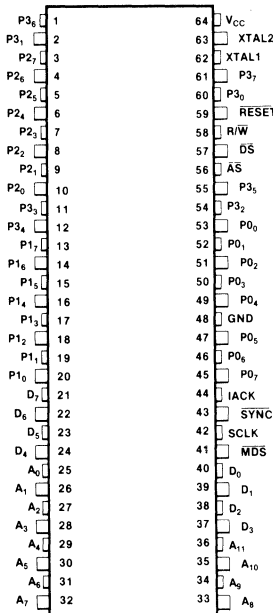 P3₆ 1 64 VCC
P3₁ 2 63 XTAL2
P2₇ 3 62 XTAL1
P2₆ 4 61 P3₇
P2₅ 5 60 P3₀
P2₄ 6 59 RESET
P2₃ 7 58 R/W
P2₂ 8 57 DS
P2₁ 9 56 AS
P2₀ 10 55 P3₅
P3₃ 11 54 P3₂
P3₄ 12 53 P0₀
P1₇ 13 52 P0₁
P1₆ 14 51 P0₂
P1₅ 15 50 P0₃
P1₄ 16 49 P0₄
P1₃ 17 48 GND
P1₂ 18 47 P0₅
P1₁ 19 46 P0₆
P1₀ 20 45 P0₇
D₇ 21 44 IACK
D₆ 22 43 SYNC
D₅ 23 42 SCLK
D₄ 24 41 MDS
A₀ 25 40 D₀
A₁ 26 39 D₁
A₂ 27 38 D₂
A₃ 28 37 D₃
A₄ 29 36 A₁₁
A₅ 30 35 A₁₀
A₆ 31 34 A₉
A₇ 32 33 A₈